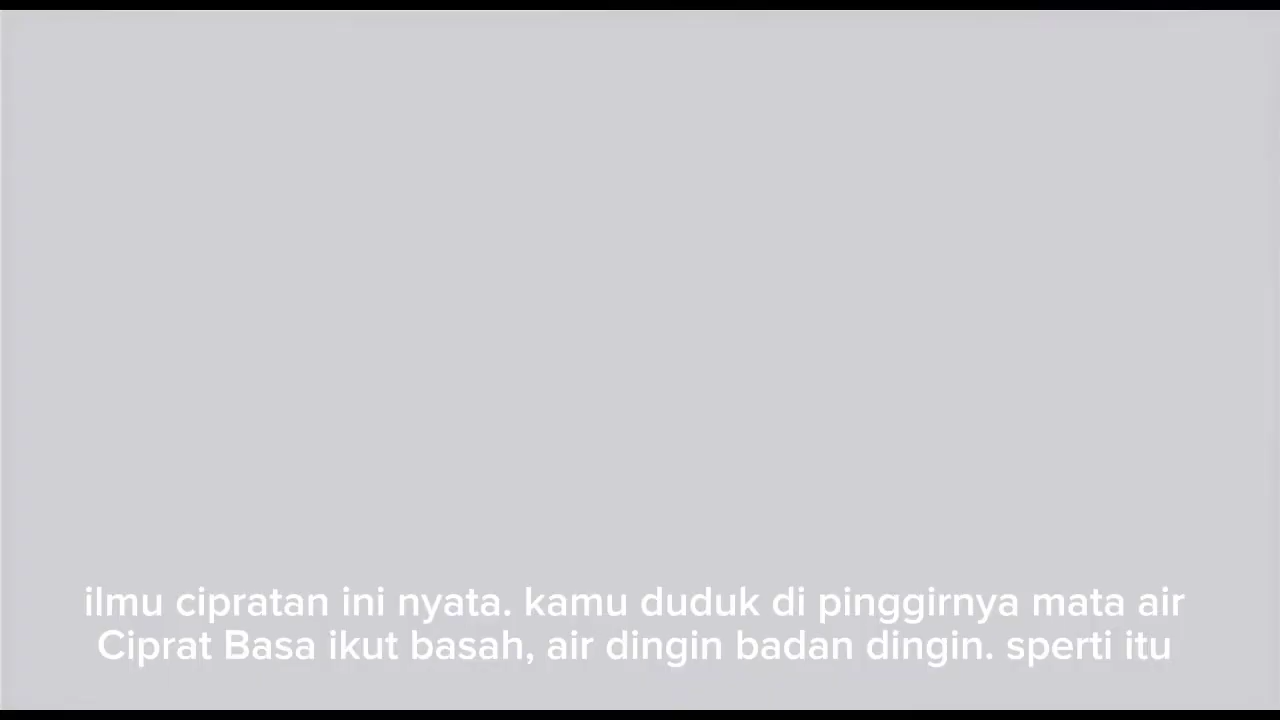 ilmu cipratan ini nyata. kamu duduk di pinggirnya mata air
Ciprat Basa ikut basah, air dingin badan dingin. sperti itu